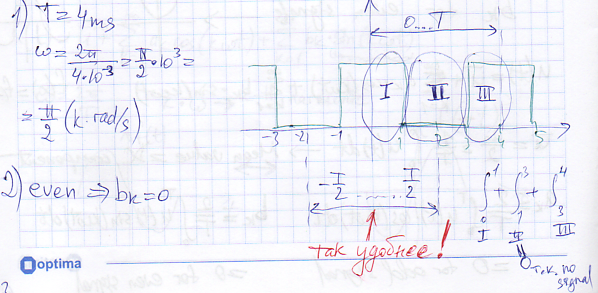 1) T = 4ms
ω = 2π / 4·10⁻³ = π/2 · 10³ =
= π/2 (k·rad/s)
0....T
I II III
-3 -2 -1 1 2 3 4 5
2) even ⇒ bₖ = 0
-T/2 ...... T/2
так удобнее!
∫₀¹ + ∫₁³ + ∫₃⁴
I II III
0 т.к. no signal
optima